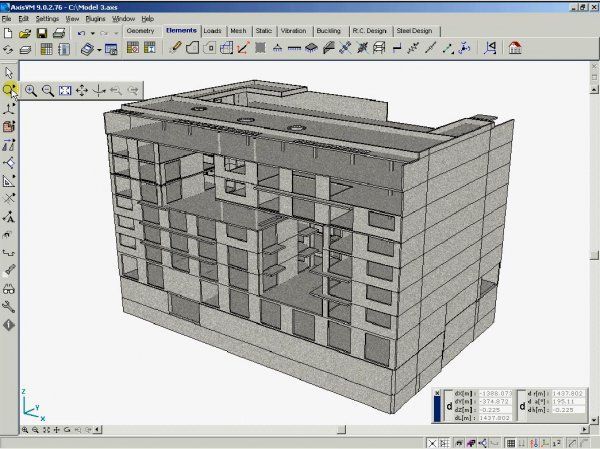 AxisVM 9.0.2.76 - C:\Model 3.axs
File Edit Settings View Plugins Window Help
Geometry Elements Loads Mesh Static Vibration Buckling R.C. Design Steel Design
Z
Y
X
d
dX[m] : -1388.073
dY[m] : -374.872
dZ[m] : -0.225
dL[m] : 1437.802
d
d r[m] : 1437.802
d a[°] : 195.11
dh[m] : -0.225